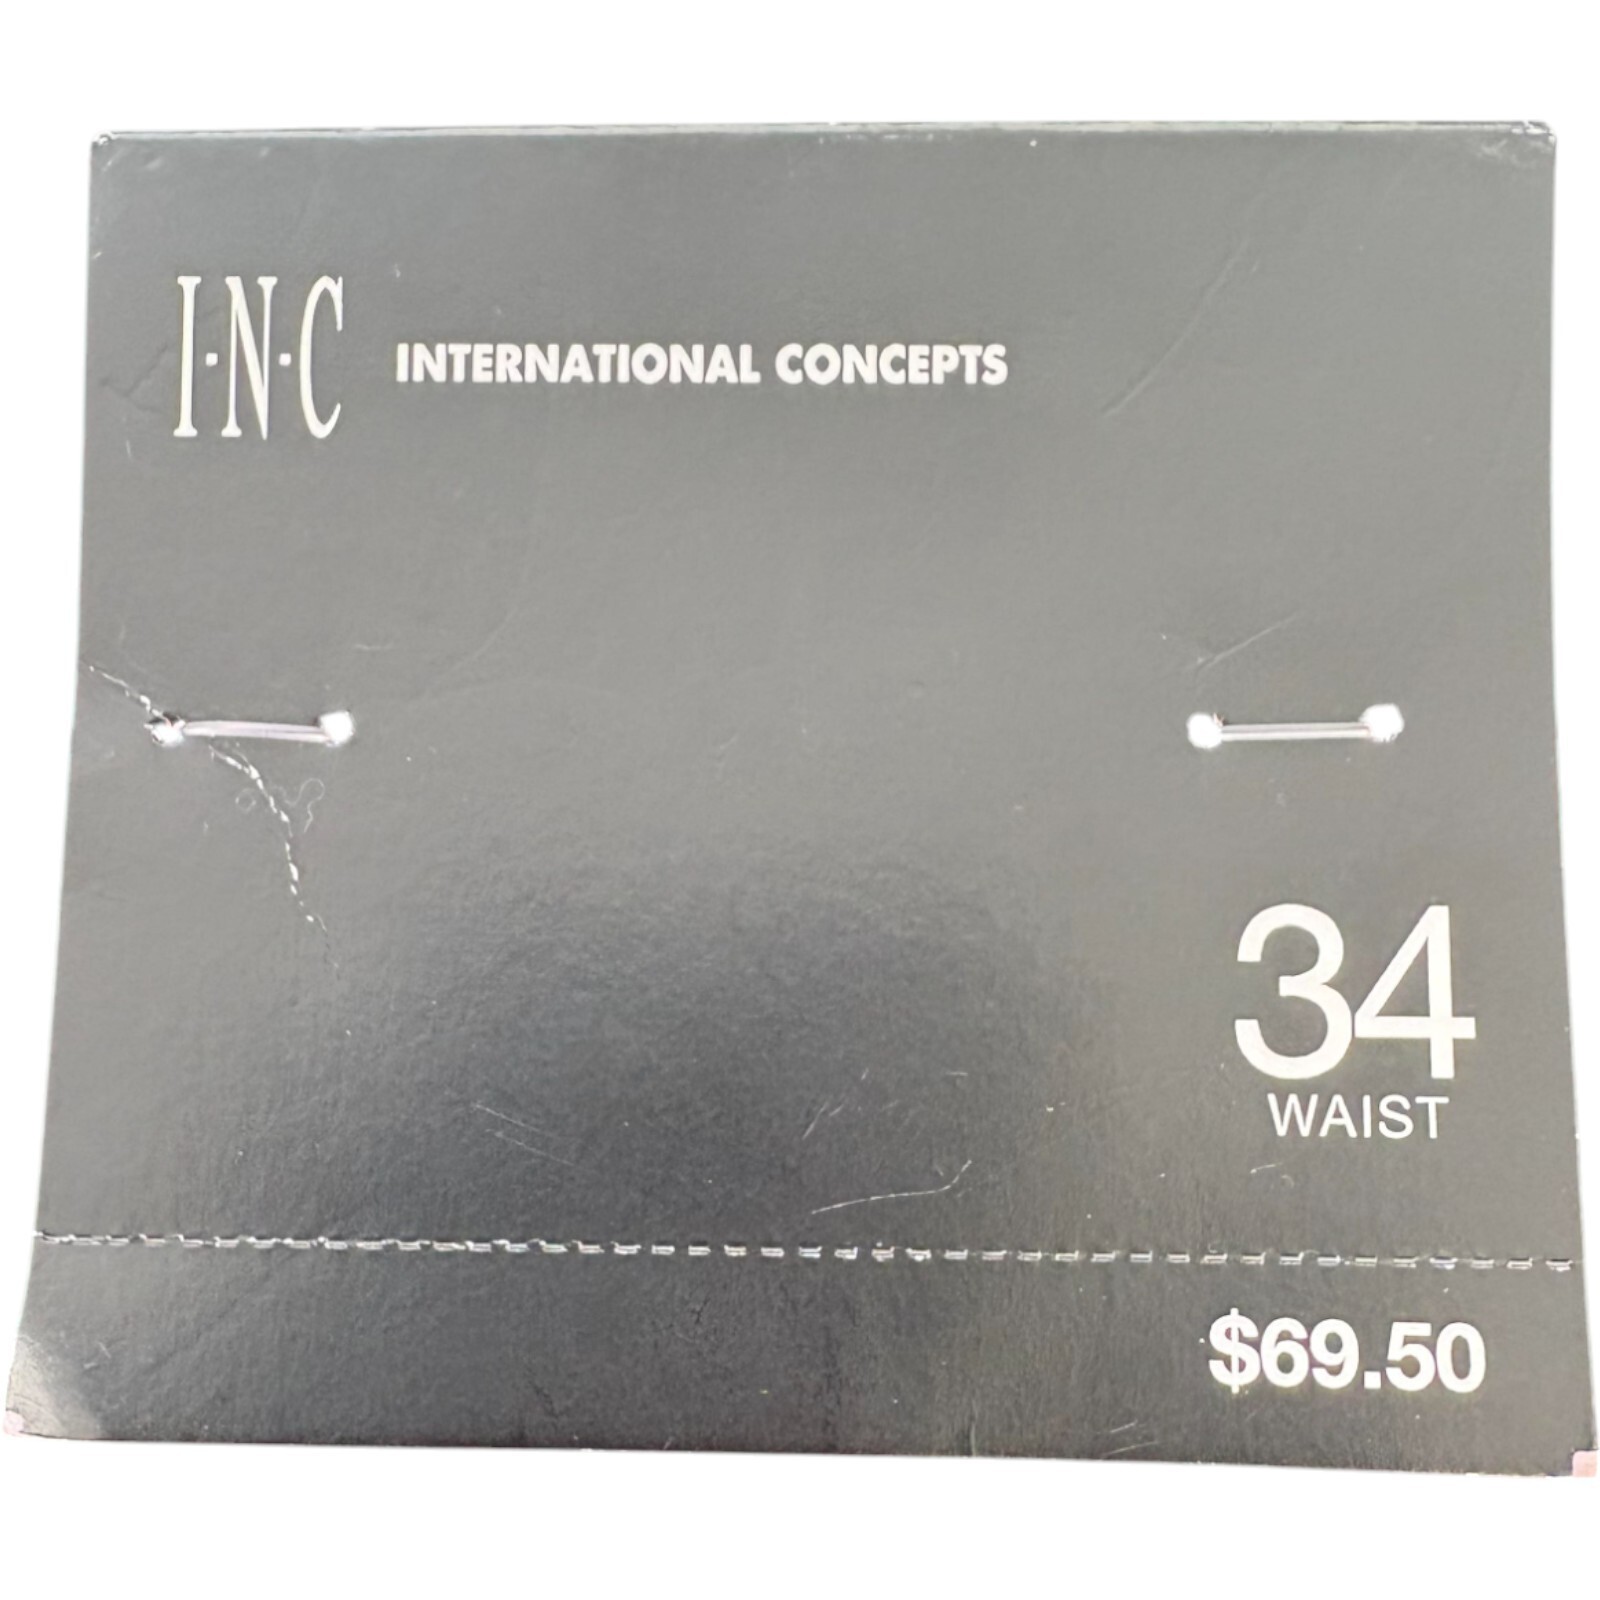 I·N·C INTERNATIONAL CONCEPTS
34
WAIST
$69.50